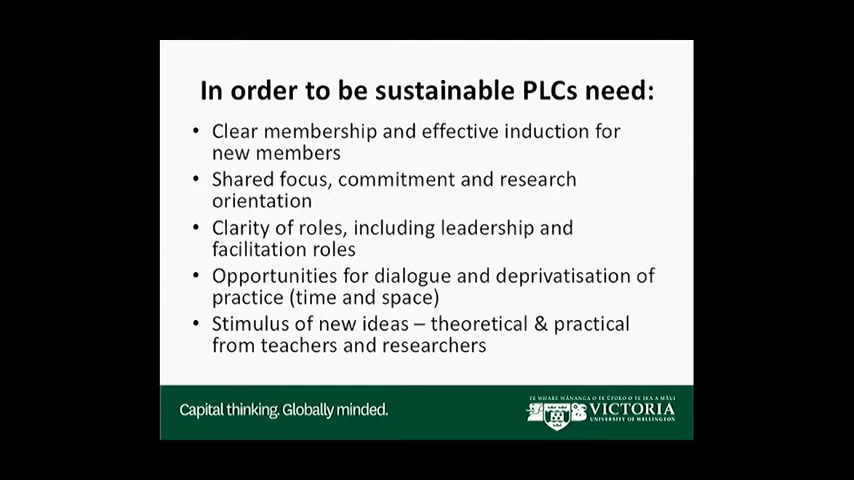 In order to be sustainable PLCs need:
• Clear membership and effective induction for
new members
• Shared focus, commitment and research
orientation
• Clarity of roles, including leadership and
facilitation roles
• Opportunities for dialogue and deprivatisation of
practice (time and space)
• Stimulus of new ideas – theoretical & practical
from teachers and researchers
Capital thinking. Globally minded.
TE WHARE WĀNANGA O TE ŪPOKO O TE IKA A MĀUI
VICTORIA
UNIVERSITY OF WELLINGTON